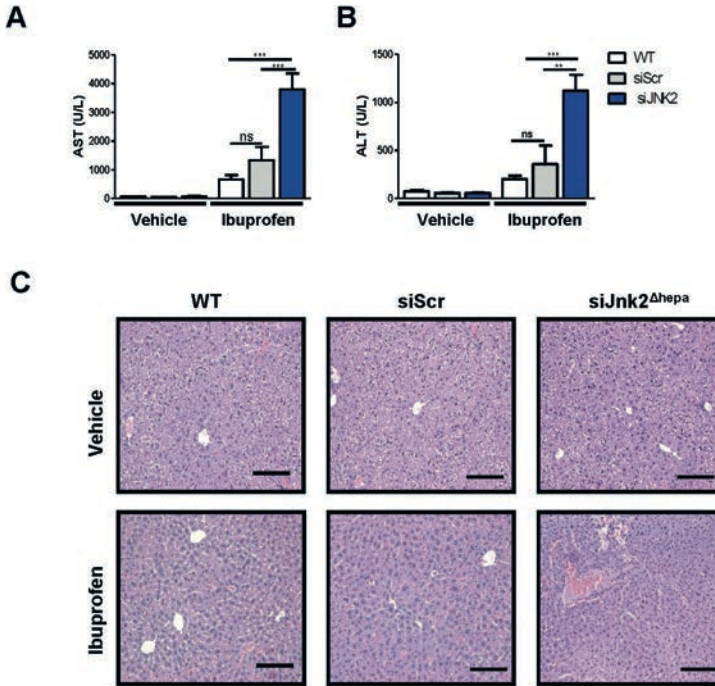 A
AST (U/L)
5000
4000
3000
2000
1000
0
***
***
ns
Vehicle Ibuprofen
B
ALT (U/L)
1500
1000
500
0
***
**
ns
Vehicle Ibuprofen
WT
siScr
siJNK2
C
WT siScr siJnk2Δhepa
Vehicle
Ibuprofen